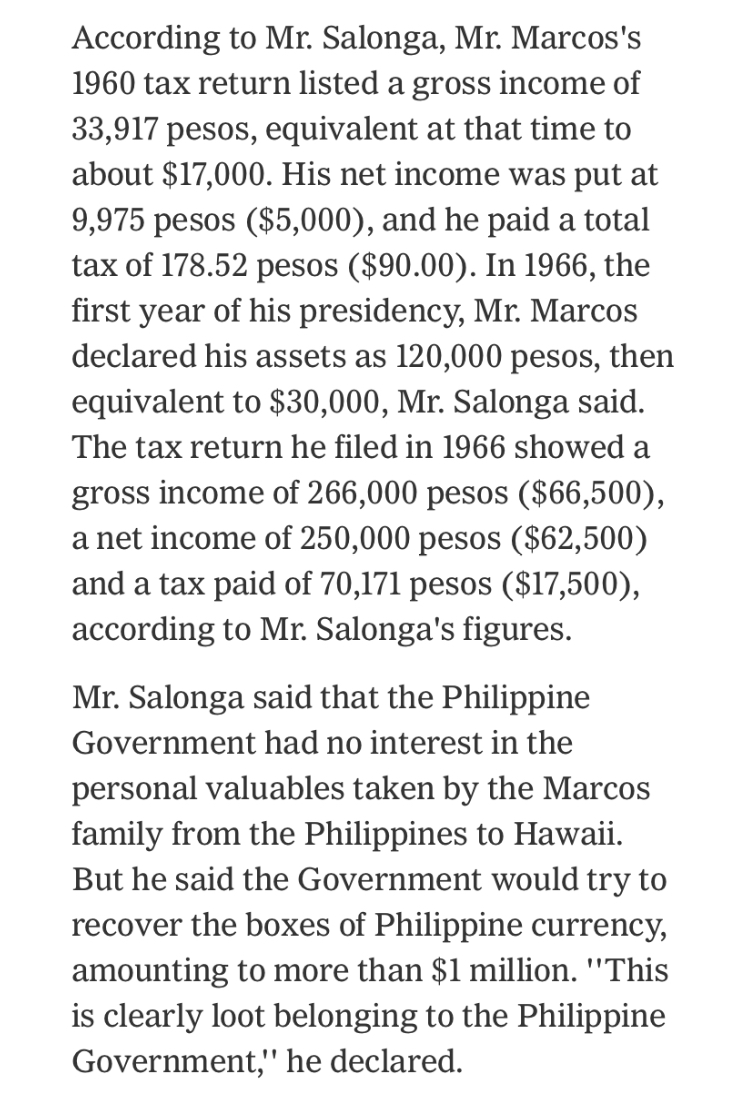 According to Mr. Salonga, Mr. Marcos's
1960 tax return listed a gross income of
33,917 pesos, equivalent at that time to
about $17,000. His net income was put at
9,975 pesos ($5,000), and he paid a total
tax of 178.52 pesos ($90.00). In 1966, the
first year of his presidency, Mr. Marcos
declared his assets as 120,000 pesos, then
equivalent to $30,000, Mr. Salonga said.
The tax return he filed in 1966 showed a
gross income of 266,000 pesos ($66,500),
a net income of 250,000 pesos ($62,500)
and a tax paid of 70,171 pesos ($17,500),
according to Mr. Salonga's figures.
Mr. Salonga said that the Philippine
Government had no interest in the
personal valuables taken by the Marcos
family from the Philippines to Hawaii.
But he said the Government would try to
recover the boxes of Philippine currency,
amounting to more than $1 million. ''This
is clearly loot belonging to the Philippine
Government,'' he declared.